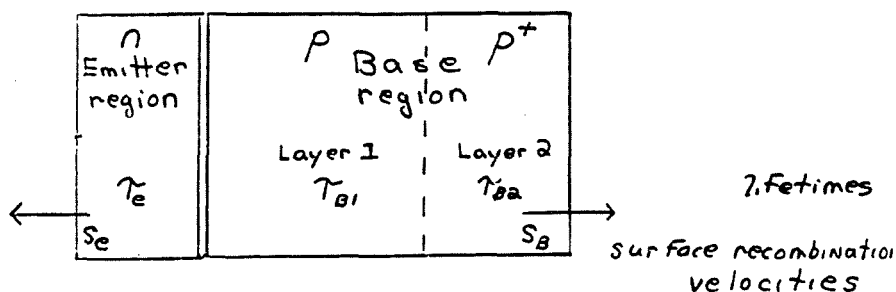 n
Emitter
region
p
Base
region
p+
Layer 1
τB1
Layer 2
τB2
τe
Se
SB
lifetimes
surface recombination
velocities